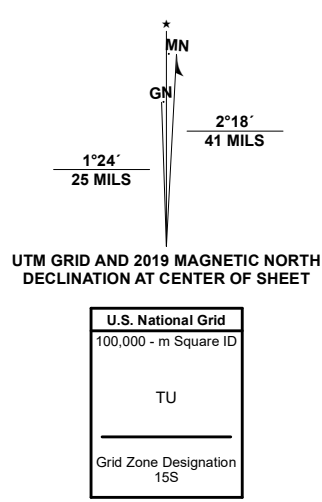 ★
MN
GN
2°18´
41 MILS
1°24´
25 MILS
UTM GRID AND 2019 MAGNETIC NORTH
DECLINATION AT CENTER OF SHEET
U.S. National Grid
100,000 - m Square ID
TU
Grid Zone Designation
15S